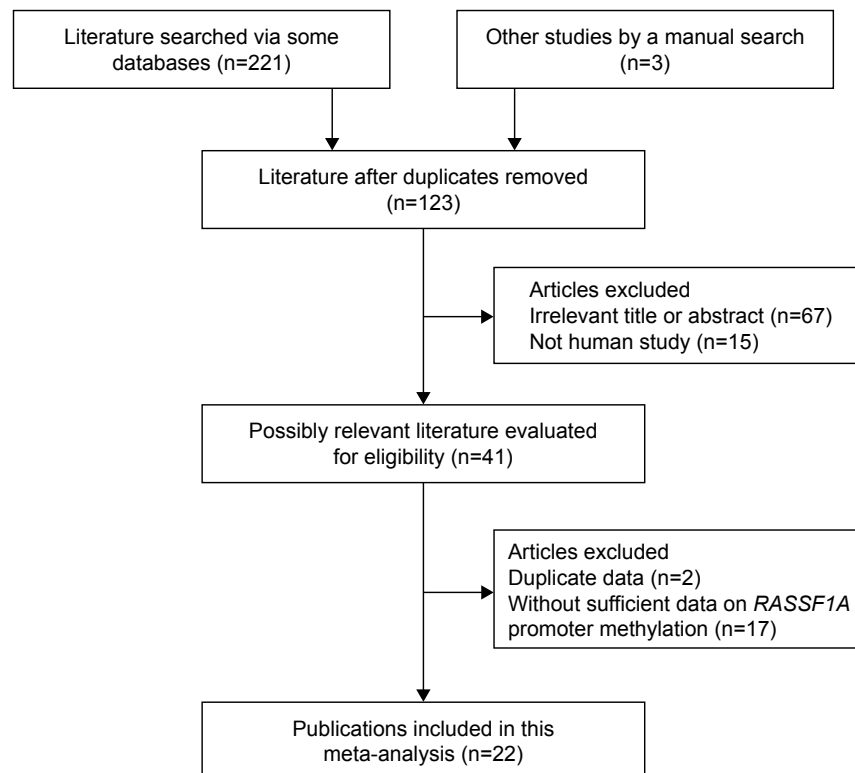 Literature searched via some
databases (n=221)
Other studies by a manual search
(n=3)
Literature after duplicates removed
(n=123)
Articles excluded
Irrelevant title or abstract (n=67)
Not human study (n=15)
Possibly relevant literature evaluated
for eligibility (n=41)
Articles excluded
Duplicate data (n=2)
Without sufficient data on RASSF1A
promoter methylation (n=17)
Publications included in this
meta-analysis (n=22)